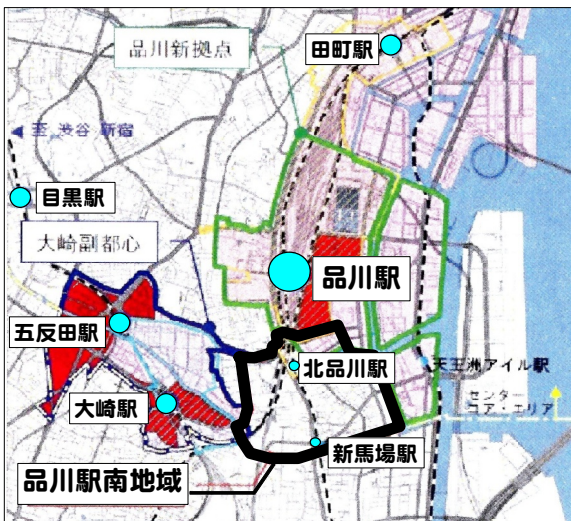 田町駅
品川新拠点
至 渋谷 新宿
目黒駅
大崎副都心
品川駅
五反田駅
北品川駅
天王洲アイル駅
大崎駅
センター
コア・エリア
新馬場駅
品川駅南地域